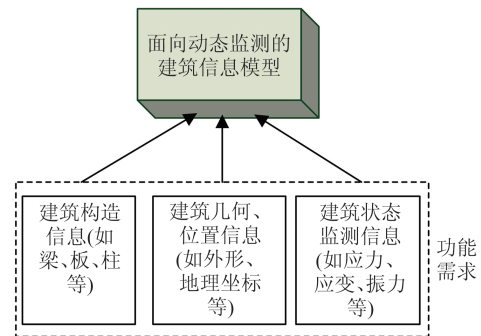 面向动态监测的
建筑信息模型
建筑构造
信息(如
梁、板、柱
等)
建筑几何、
位置信息
(如外形、
地理坐标
等)
建筑状态
监测信息
(如应力、
应变、振力
等)
功能
需求